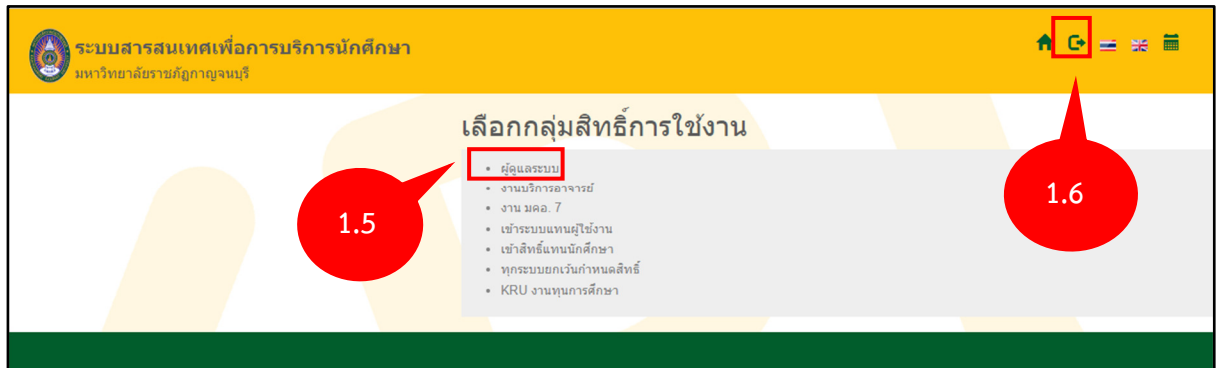 ระบบสารสนเทศเพื่อการบริการนักศึกษา
มหาวิทยาลัยราชภัฏกาญจนบุรี
เลือกกลุ่มสิทธิ์การใช้งาน
• ผู้ดูแลระบบ
• งานบริการอาจารย์
• งาน มคอ. 7
• เข้าระบบแทนผู้ใช้งาน
• เข้าสิทธิ์แทนนักศึกษา
• ทุกระบบยกเว้นกำหนดสิทธิ์
• KRU งานทุนการศึกษา
1.5
1.6